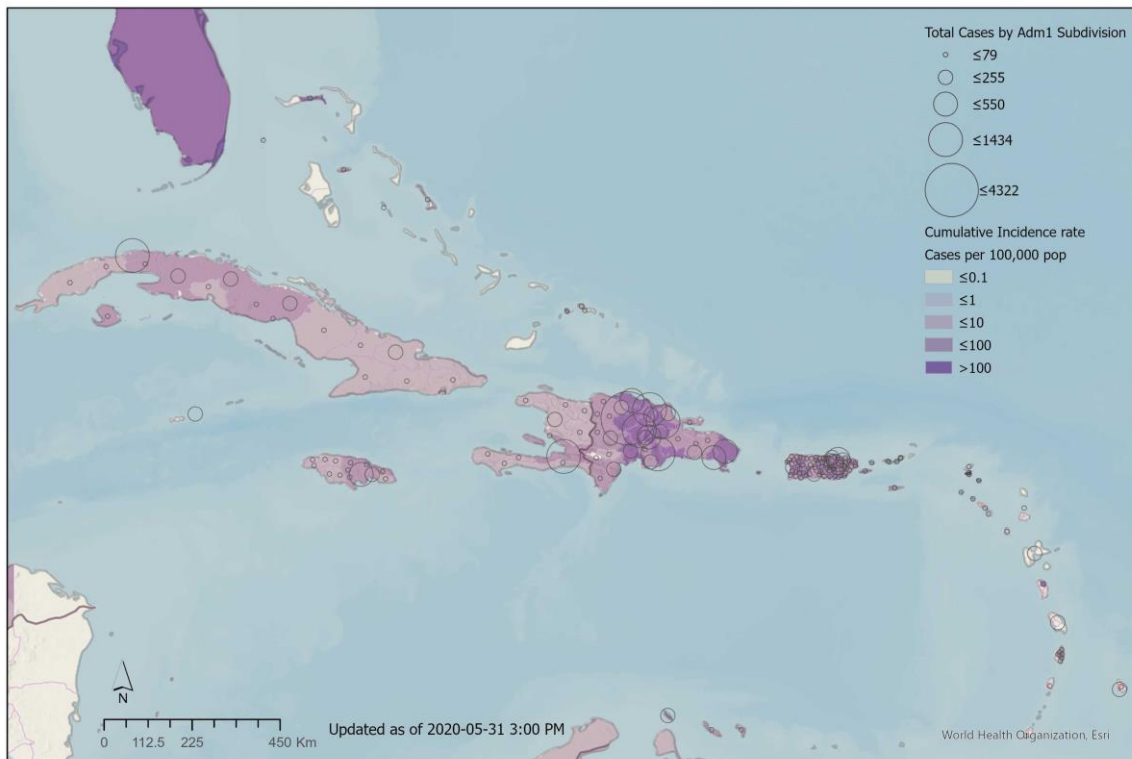 Total Cases by Adm1 Subdivision
≤79
≤255
≤550
≤1434
≤4322
Cumulative Incidence rate
Cases per 100,000 pop
≤0.1
≤1
≤10
≤100
>100
N
0 112.5 225 450 Km
Updated as of 2020-05-31 3:00 PM
World Health Organization, Esri